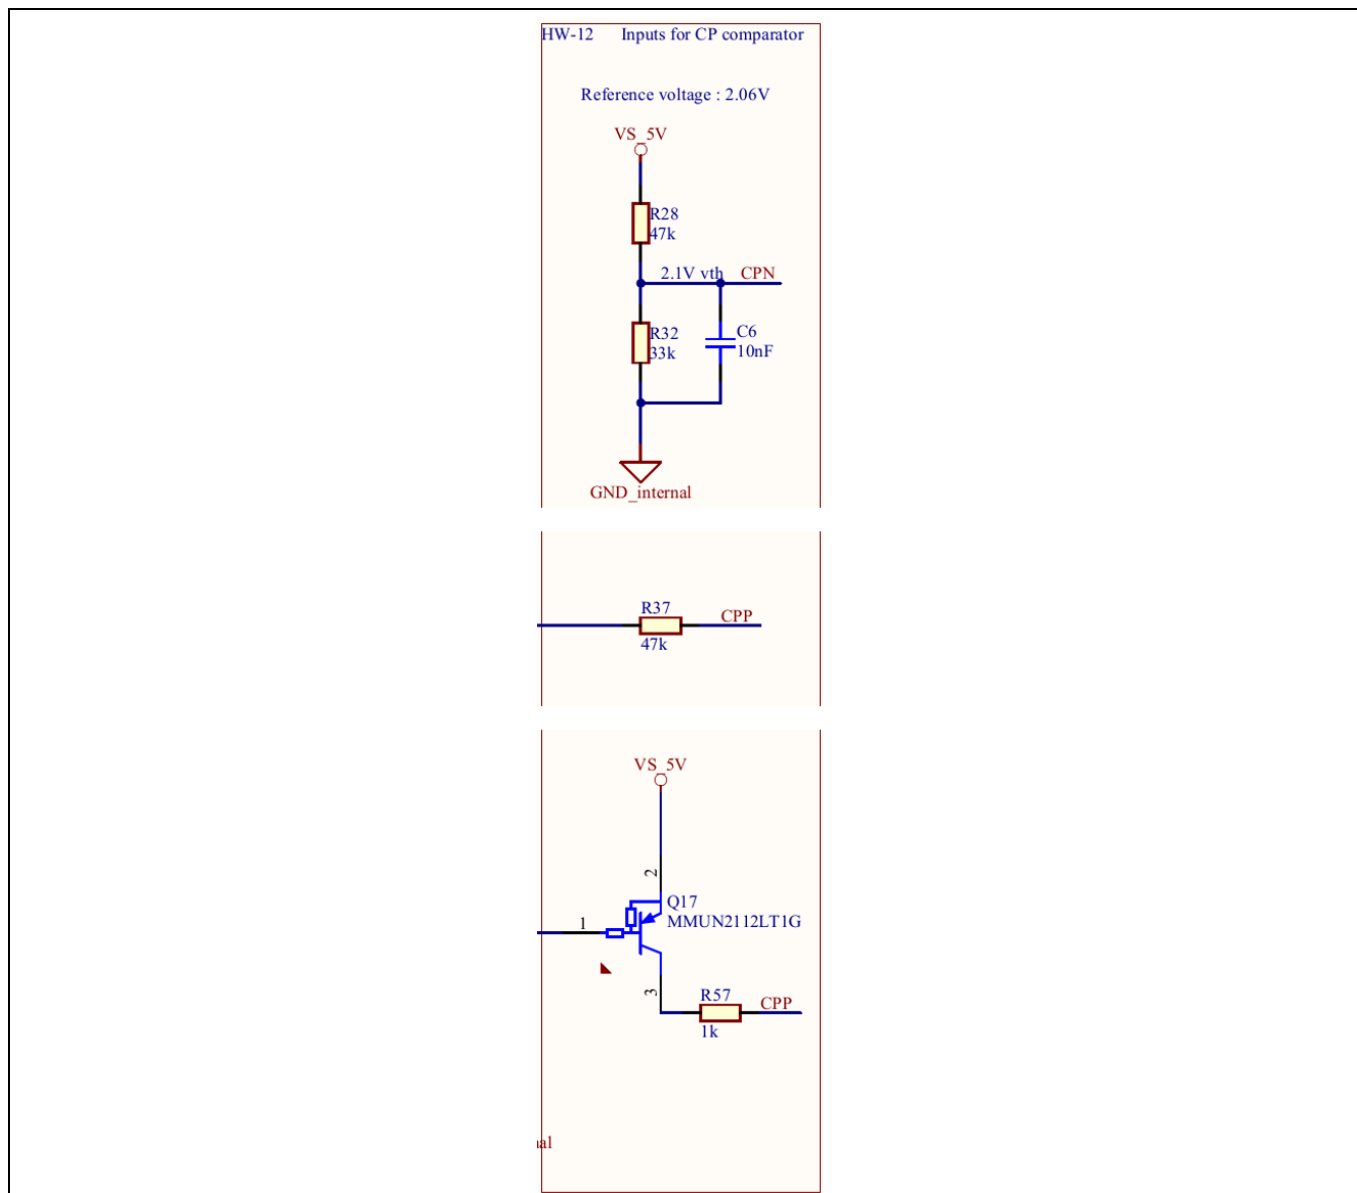 HW-12 Inputs for CP comparator
Reference voltage : 2.06V
VS_5V
R28
47k
2.1V vth CPN
R32
33k
C6
10nF
GND_internal
R37
CPP
47k
VS_5V
2
Q17
MMUN2112LT1G
1
3
R57
CPP
1k
al